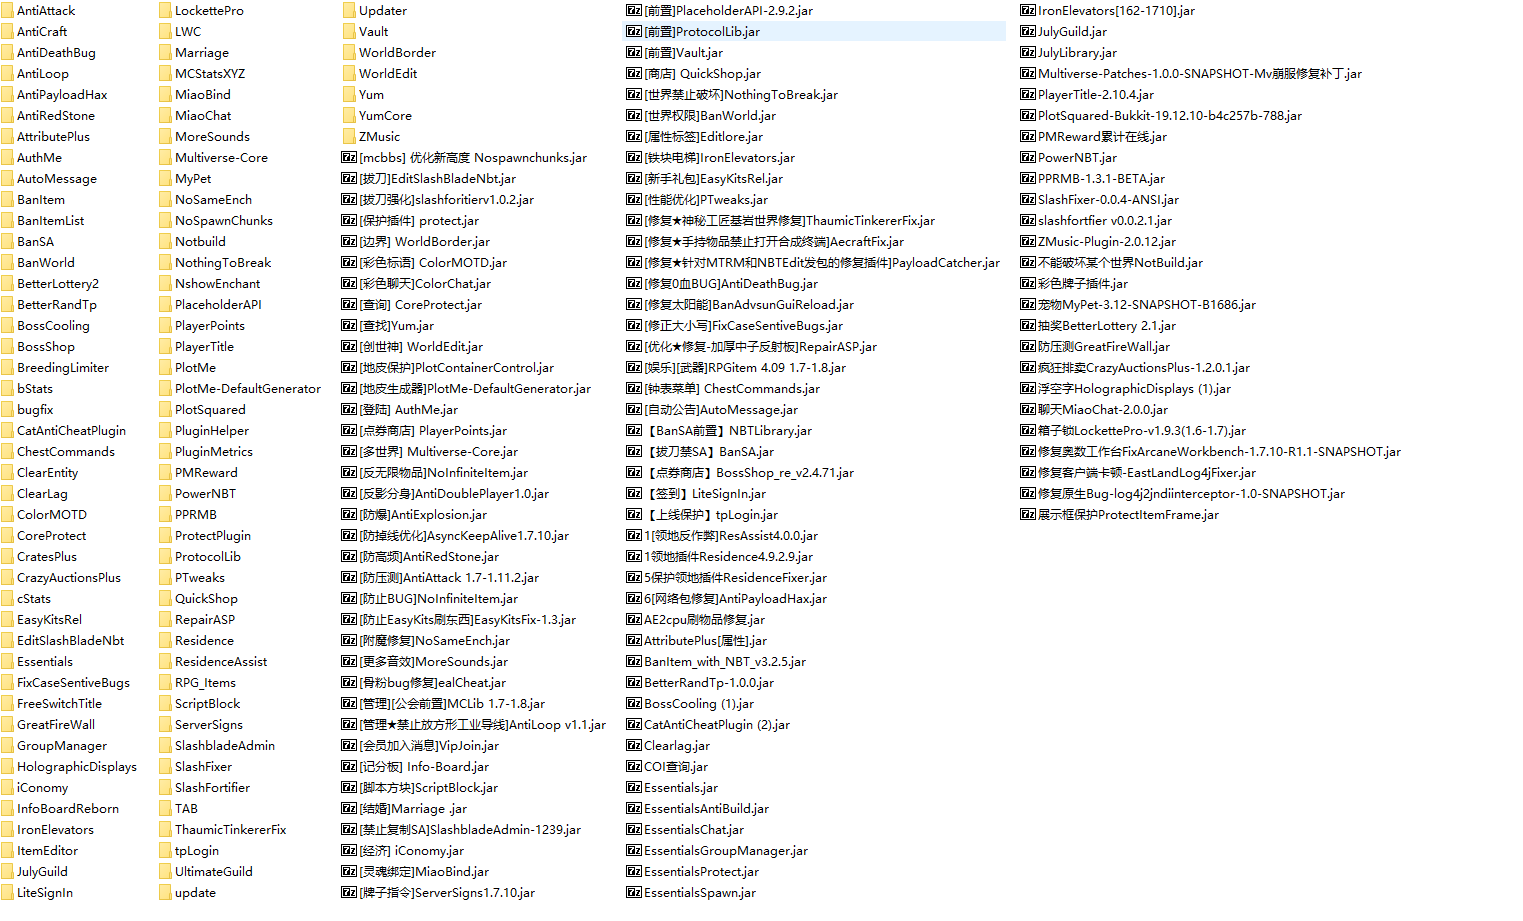 AntiAttack
AntiCraft
AntiDeathBug
AntiLoop
AntiPayloadHax
AntiRedStone
AttributePlus
AuthMe
AutoMessage
BanItem
BanItemList
BanSA
BanWorld
BetterLottery2
BetterRandTp
BossCooling
BossShop
BreedingLimiter
bStats
bugfix
CatAntiCheatPlugin
ChestCommands
ClearEntity
ClearLag
ColorMOTD
CoreProtect
CratesPlus
CrazyAuctionsPlus
cStats
EasyKitsRel
EditSlashBladeNbt
Essentials
FixCaseSentiveBugs
FreeSwitchTitle
GreatFireWall
GroupManager
HolographicDisplays
iConomy
InfoBoardReborn
IronElevators
ItemEditor
JulyGuild
LiteSignIn
LockettePro
LWC
Marriage
MCStatsXYZ
MiaoBind
MiaoChat
MoreSounds
Multiverse-Core
MyPet
NoSameEnch
NoSpawnChunks
Notbuild
NothingToBreak
NshowEnchant
PlaceholderAPI
PlayerPoints
PlayerTitle
PlotMe
PlotMe-DefaultGenerator
PlotSquared
PluginHelper
PluginMetrics
PMReward
PowerNBT
PPRMB
ProtectPlugin
ProtocolLib
PTweaks
QuickShop
RepairASP
Residence
ResidenceAssist
RPG_Items
ScriptBlock
ServerSigns
SlashbladeAdmin
SlashFixer
SlashFortifier
TAB
ThaumicTinkererFix
tpLogin
UltimateGuild
update
Updater
Vault
WorldBorder
WorldEdit
Yum
YumCore
ZMusic
[mcbbs] 优化新高度 Nospawnchunks.jar
[拔刀]EditSlashBladeNbt.jar
[拔刀强化]slashforitierv1.0.2.jar
[保护插件] protect.jar
[边界] WorldBorder.jar
[彩色标语] ColorMOTD.jar
[彩色聊天]ColorChat.jar
[查询] CoreProtect.jar
[查找]Yum.jar
[创世神] WorldEdit.jar
[地皮保护]PlotContainerControl.jar
[地皮生成器]PlotMe-DefaultGenerator.jar
[登陆] AuthMe.jar
[点券商店] PlayerPoints.jar
[多世界] Multiverse-Core.jar
[反无限物品]NoInfiniteItem.jar
[反影分身]AntiDoublePlayer1.0.jar
[防爆]AntiExplosion.jar
[防掉线优化]AsyncKeepAlive1.7.10.jar
[防高频]AntiRedStone.jar
[防压测]AntiAttack 1.7-1.11.2.jar
[防止BUG]NoInfiniteItem.jar
[防止EasyKits刷东西]EasyKitsFix-1.3.jar
[附魔修复]NoSameEnch.jar
[更多音效]MoreSounds.jar
[骨粉bug修复]ealCheat.jar
[管理][公会前置]MCLib 1.7-1.8.jar
[管理★禁止放方形工业导线]AntiLoop v1.1.jar
[会员加入消息]VipJoin.jar
[记分板] Info-Board.jar
[脚本方块]ScriptBlock.jar
[结婚]Marriage .jar
[禁止复制SA]SlashbladeAdmin-1239.jar
[经济] iConomy.jar
[灵魂绑定]MiaoBind.jar
[牌子指令]ServerSigns1.7.10.jar
[前置]PlaceholderAPI-2.9.2.jar
[前置]ProtocolLib.jar
[前置]Vault.jar
[商店] QuickShop.jar
[世界禁止破坏]NothingToBreak.jar
[世界权限]BanWorld.jar
[属性标签]Editlore.jar
[铁块电梯]IronElevators.jar
[新手礼包]EasyKitsRel.jar
[性能优化]PTweaks.jar
[修复★神秘工匠基岩世界修复]ThaumicTinkererFix.jar
[修复★手持物品禁止打开合成终端]AecraftFix.jar
[修复★针对MTRM和NBTEdit发包的修复插件]PayloadCatcher.jar
[修复0血BUG]AntiDeathBug.jar
[修复太阳能]BanAdvsunGuiReload.jar
[修正大小写]FixCaseSentiveBugs.jar
[优化★修复-加厚中子反射板]RepairASP.jar
[娱乐][武器]RPGitem 4.09 1.7-1.8.jar
[钟表菜单] ChestCommands.jar
[自动公告]AutoMessage.jar
【BanSA前置】NBTLibrary.jar
【拔刀禁SA】BanSA.jar
【点券商店】BossShop_re_v2.4.71.jar
【签到】LiteSignIn.jar
【上线保护】tpLogin.jar
1[领地反作弊]ResAssist4.0.0.jar
1领地插件Residence4.9.2.9.jar
5保护领地插件ResidenceFixer.jar
6[网络包修复]AntiPayloadHax.jar
AE2cpu刷物品修复.jar
AttributePlus[属性].jar
BanItem_with_NBT_v3.2.5.jar
BetterRandTp-1.0.0.jar
BossCooling (1).jar
CatAntiCheatPlugin (2).jar
Clearlag.jar
COI查询.jar
Essentials.jar
EssentialsAntiBuild.jar
EssentialsChat.jar
EssentialsGroupManager.jar
EssentialsProtect.jar
EssentialsSpawn.jar
IronElevators[162-1710].jar
JulyGuild.jar
JulyLibrary.jar
Multiverse-Patches-1.0.0-SNAPSHOT-Mv崩服修复补丁.jar
PlayerTitle-2.10.4.jar
PlotSquared-Bukkit-19.12.10-b4c257b-788.jar
PMReward累计在线.jar
PowerNBT.jar
PPRMB-1.3.1-BETA.jar
SlashFixer-0.0.4-ANSI.jar
slashfortfier v0.0.2.1.jar
ZMusic-Plugin-2.0.12.jar
不能破坏某个世界NotBuild.jar
彩色牌子插件.jar
宠物MyPet-3.12-SNAPSHOT-B1686.jar
抽奖BetterLottery 2.1.jar
防压测GreatFireWall.jar
疯狂排卖CrazyAuctionsPlus-1.2.0.1.jar
浮空字HolographicDisplays (1).jar
聊天MiaoChat-2.0.0.jar
箱子锁LockettePro-v1.9.3(1.6-1.7).jar
修复奥数工作台FixArcaneWorkbench-1.7.10-R1.1-SNAPSHOT.jar
修复客户端卡顿-EastLandLog4jFixer.jar
修复原生Bug-log4j2jndiinterceptor-1.0-SNAPSHOT.jar
展示框保护ProtectItemFrame.jar